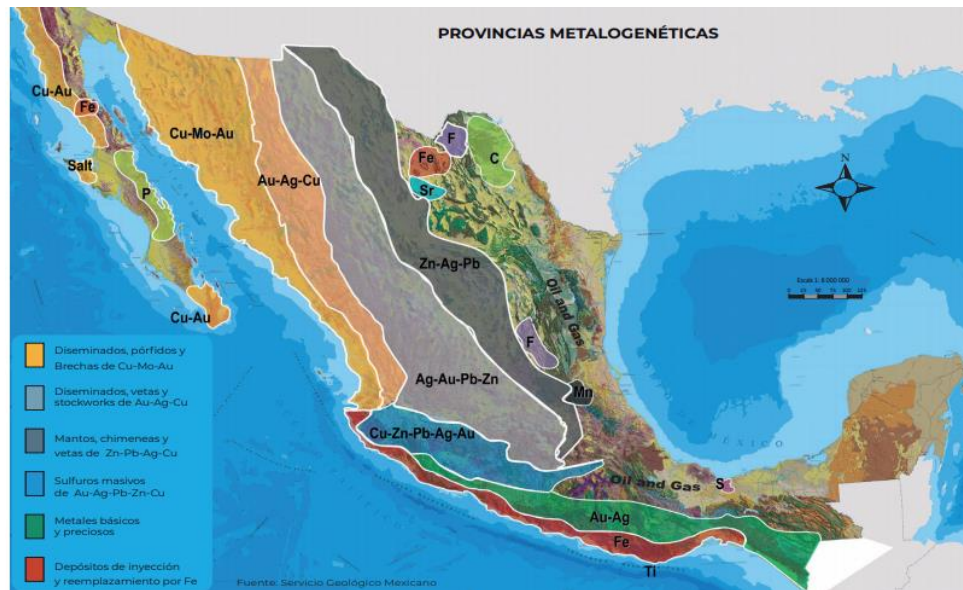 PROVINCIAS METALOGENÉTICAS
Cu-Au
Fe
Cu-Mo-Au
F
Fe
C
Salt
Au-Ag-Cu
Sr
P
N
Zn-Ag-Pb
Oil and Gas
Cu-Au
F
Ag-Au-Pb-Zn
Mn
Cu-Zn-Pb-Ag-Au
Oil and Gas
S
Au-Ag
Fe
Ti
MÉXICO
Diseminados, pórfidos y
Brechas de Cu-Mo-Au
Diseminados, vetas y
stockworks de Au-Ag-Cu
Mantos, chimeneas y
vetas de Zn-Pb-Ag-Cu
Sulfuros masivos
de Au-Ag-Pb-Zn-Cu
Metales básicos
y preciosos
Depósitos de inyección
y reemplazamiento por Fe
Fuente: Servicio Geológico Mexicano